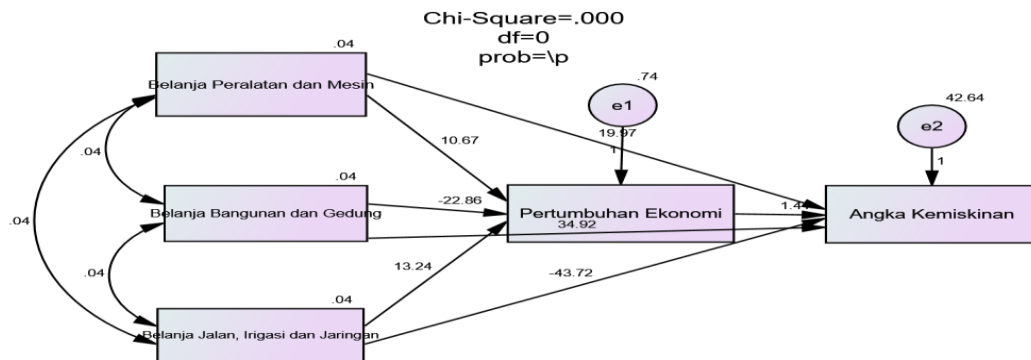 Chi-Square=.000
df=0
prob=\p
.04
Belanja Peralatan dan Mesin
.74
e1
42.64
e2
19.97
1
1
10.67
.04
.04
.04
Belanja Bangunan dan Gedung
-22.86
Pertumbuhan Ekonomi
1.44
Angka Kemiskinan
34.92
.04
13.24
-43.72
.04
Belanja Jalan, Irigasi dan Jaringan